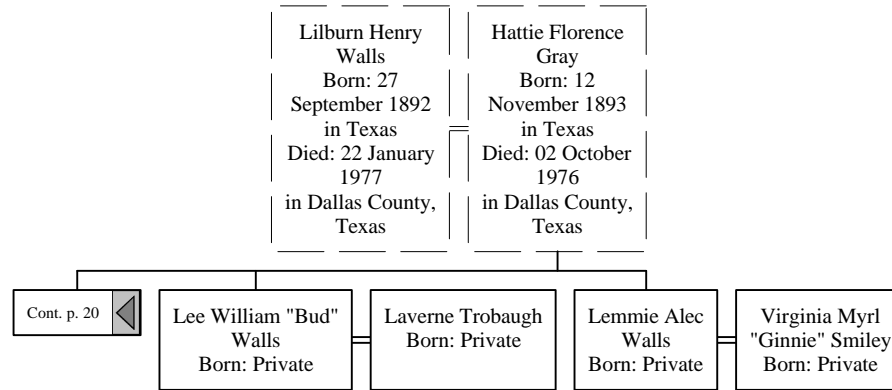 Lilburn Henry
Walls
Born: 27
September 1892
in Texas
Died: 22 January
1977
in Dallas County,
Texas
Hattie Florence
Gray
Born: 12
November 1893
in Texas
Died: 02 October
1976
in Dallas County,
Texas
Cont. p. 20
Lee William "Bud"
Walls
Born: Private
Laverne Trobaugh
Born: Private
Lemmie Alec
Walls
Born: Private
Virginia Myrl
"Ginnie" Smiley
Born: Private